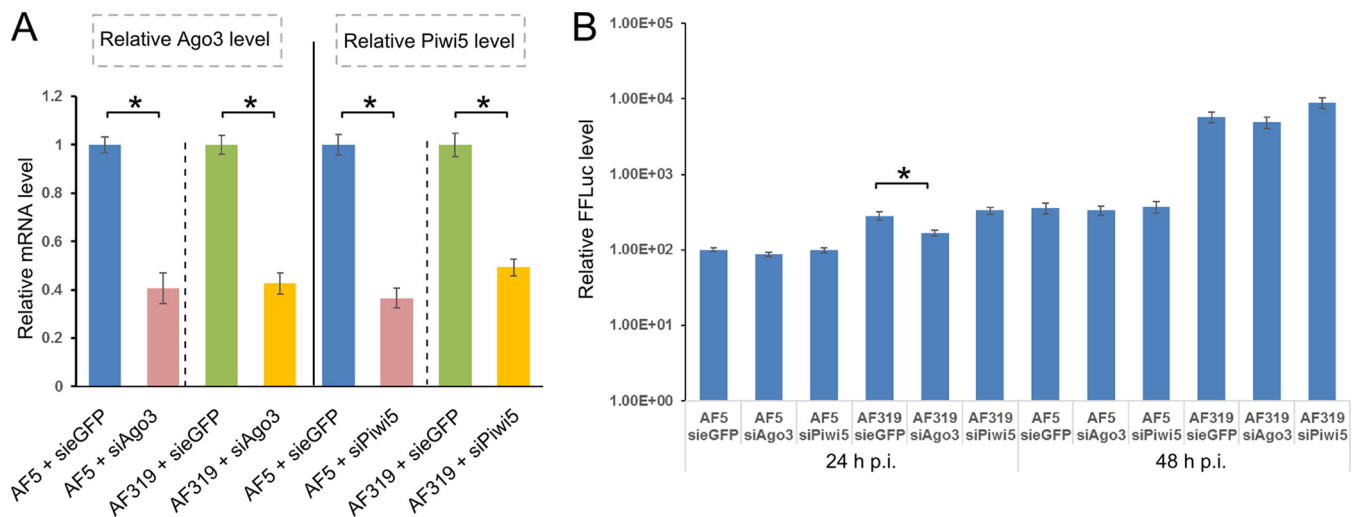 A
Relative Ago3 level
Relative Piwi5 level
Relative mRNA level
1.2
1
0.8
0.6
0.4
0.2
0
*
*
*
*
AF5 + sieGFP
AF5 + siAgo3
AF319 + sieGFP
AF319 + siAgo3
AF5 + sieGFP
AF5 + siPiwi5
AF319 + sieGFP
AF319 + siPiwi5
B
Relative FFLuc level
1.00E+05
1.00E+04
1.00E+03
1.00E+02
1.00E+01
1.00E+00
*
AF5
sieGFP
AF5
siAgo3
AF5
siPiwi5
AF319
sieGFP
AF319
siAgo3
AF319
siPiwi5
AF5
sieGFP
AF5
siAgo3
AF5
siPiwi5
AF319
sieGFP
AF319
siAgo3
AF319
siPiwi5
24 h p.i.
48 h p.i.